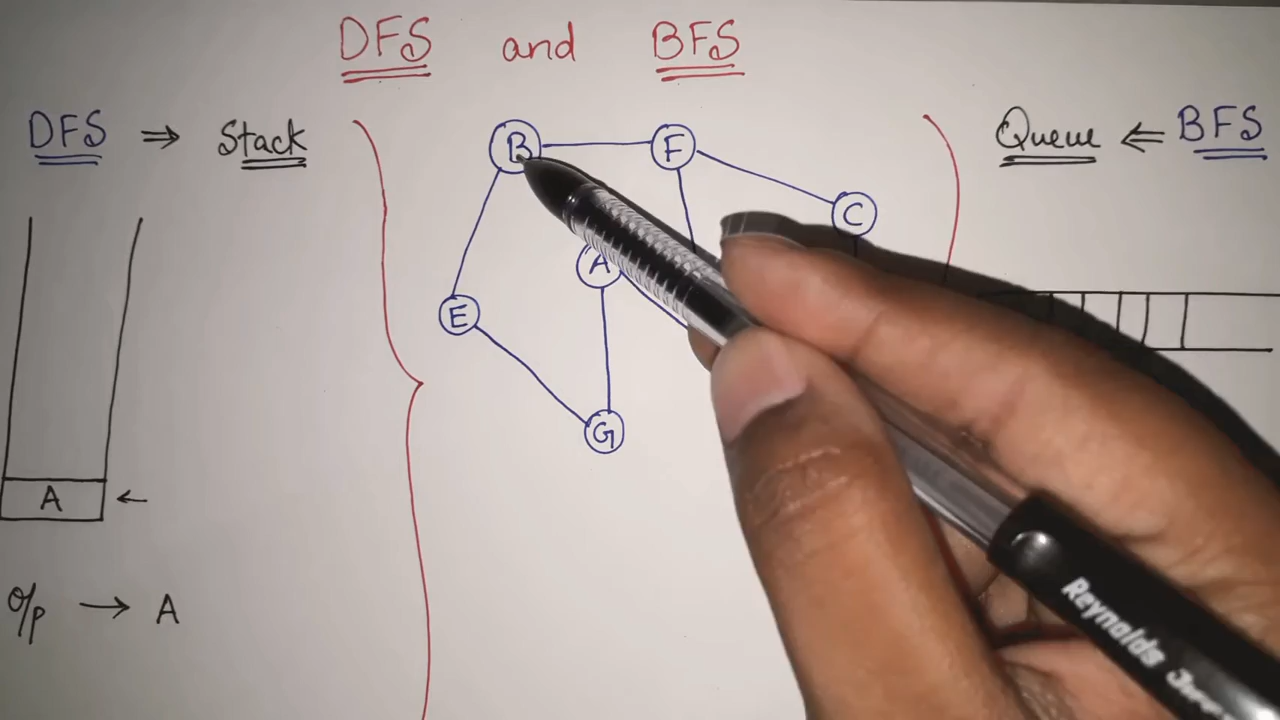 DFS and BFS
DFS ⇒ Stack
Queue ⇐ BFS
B
F
C
A
E
G
A ←
o/p → A
Reynolds